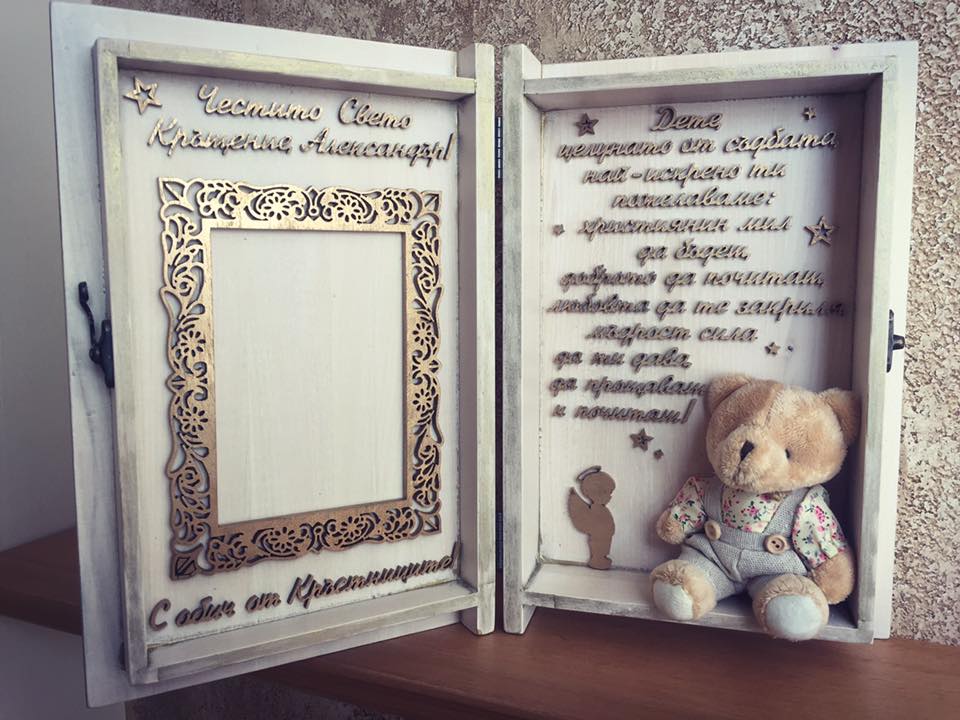 Честито Свето
Кръщение, Александър!
С обич от Кръстниците!
Дете,
целунато от съдбата,
най-искрено ти
пожелаваме:
християнин мил
да бъдеш,
доброто да почиташ,
любовта да те закриля,
мъдрост сила
да ти дава,
да прощаваш
и почиташ!